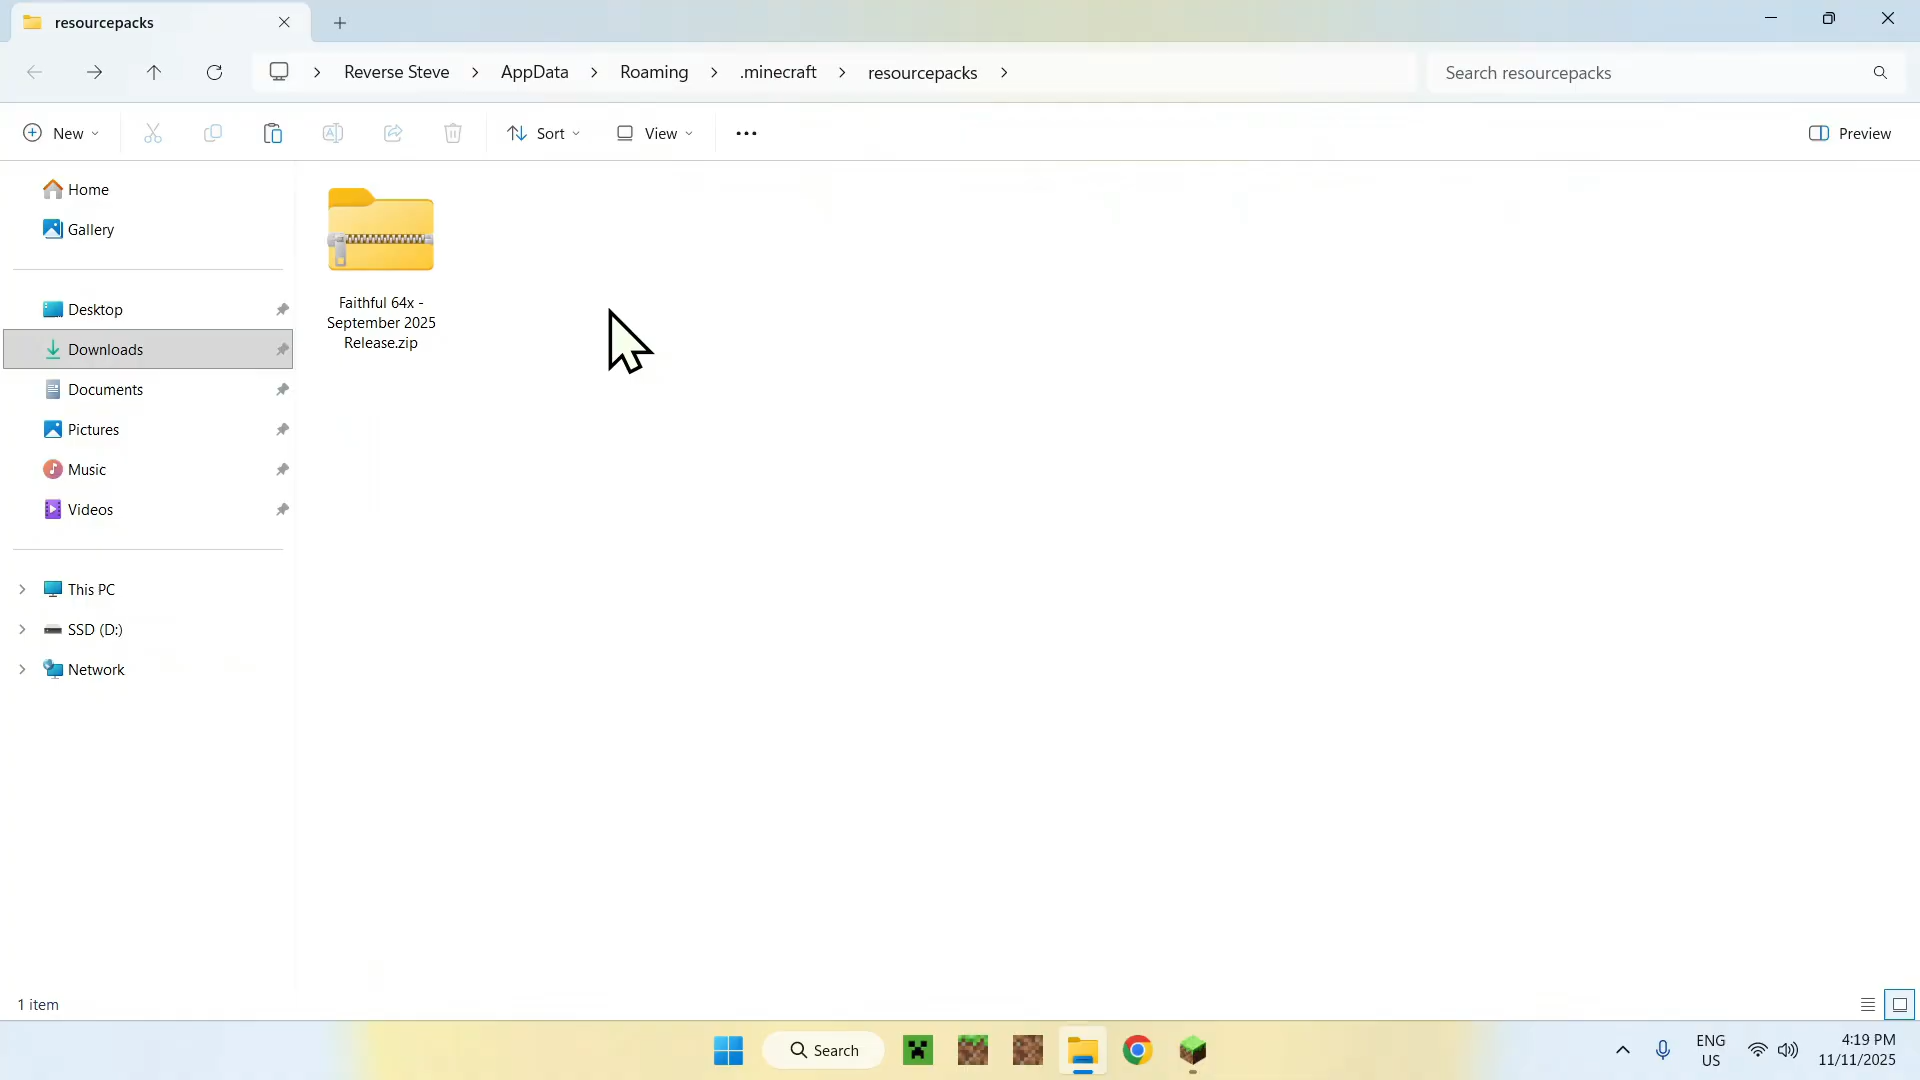 resourcepacks
Reverse Steve
AppData
Roaming
.minecraft
resourcepacks
Search resourcepacks
New
Sort
View
Preview
Home
Gallery
Desktop
Downloads
Documents
Pictures
Music
Videos
This PC
SSD (D:)
Network
Faithful 64x -
September 2025
Release.zip
1 item
Search
ENG
US
4:19 PM
11/11/2025